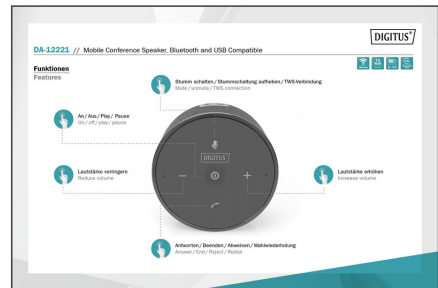 DIGITUS®
DA-12221 // Mobile Conference Speaker, Bluetooth and USB Compatible
Funktionen
Features
Stumm schalten / Stummschaltung aufheben / TWS-Verbindung
Mute / unmute / TWS connection
An / Aus / Play / Pause
On / off / play / pause
DIGITUS
Lautstärke verringern
Reduce volume
Lautstärke erhöhen
Increase volume
Antworten / Beenden / Abweisen / Wahlwiederholung
Answer / End / Reject / Redial